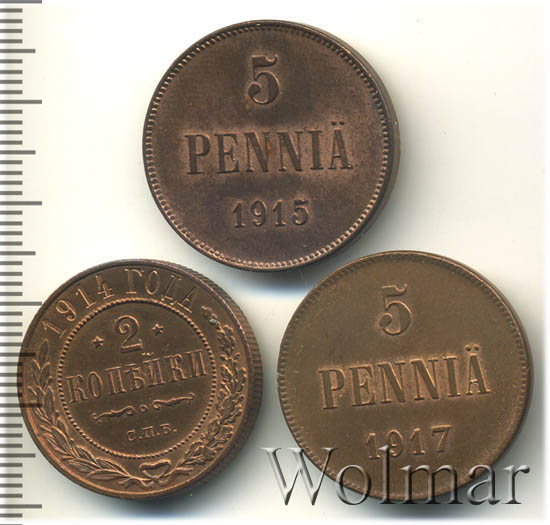 5
PENNIÄ
1915
1914 ГОДА
2
КОПѢЙКИ
С.П.Б.
5
PENNIÄ
1917
Wolmar